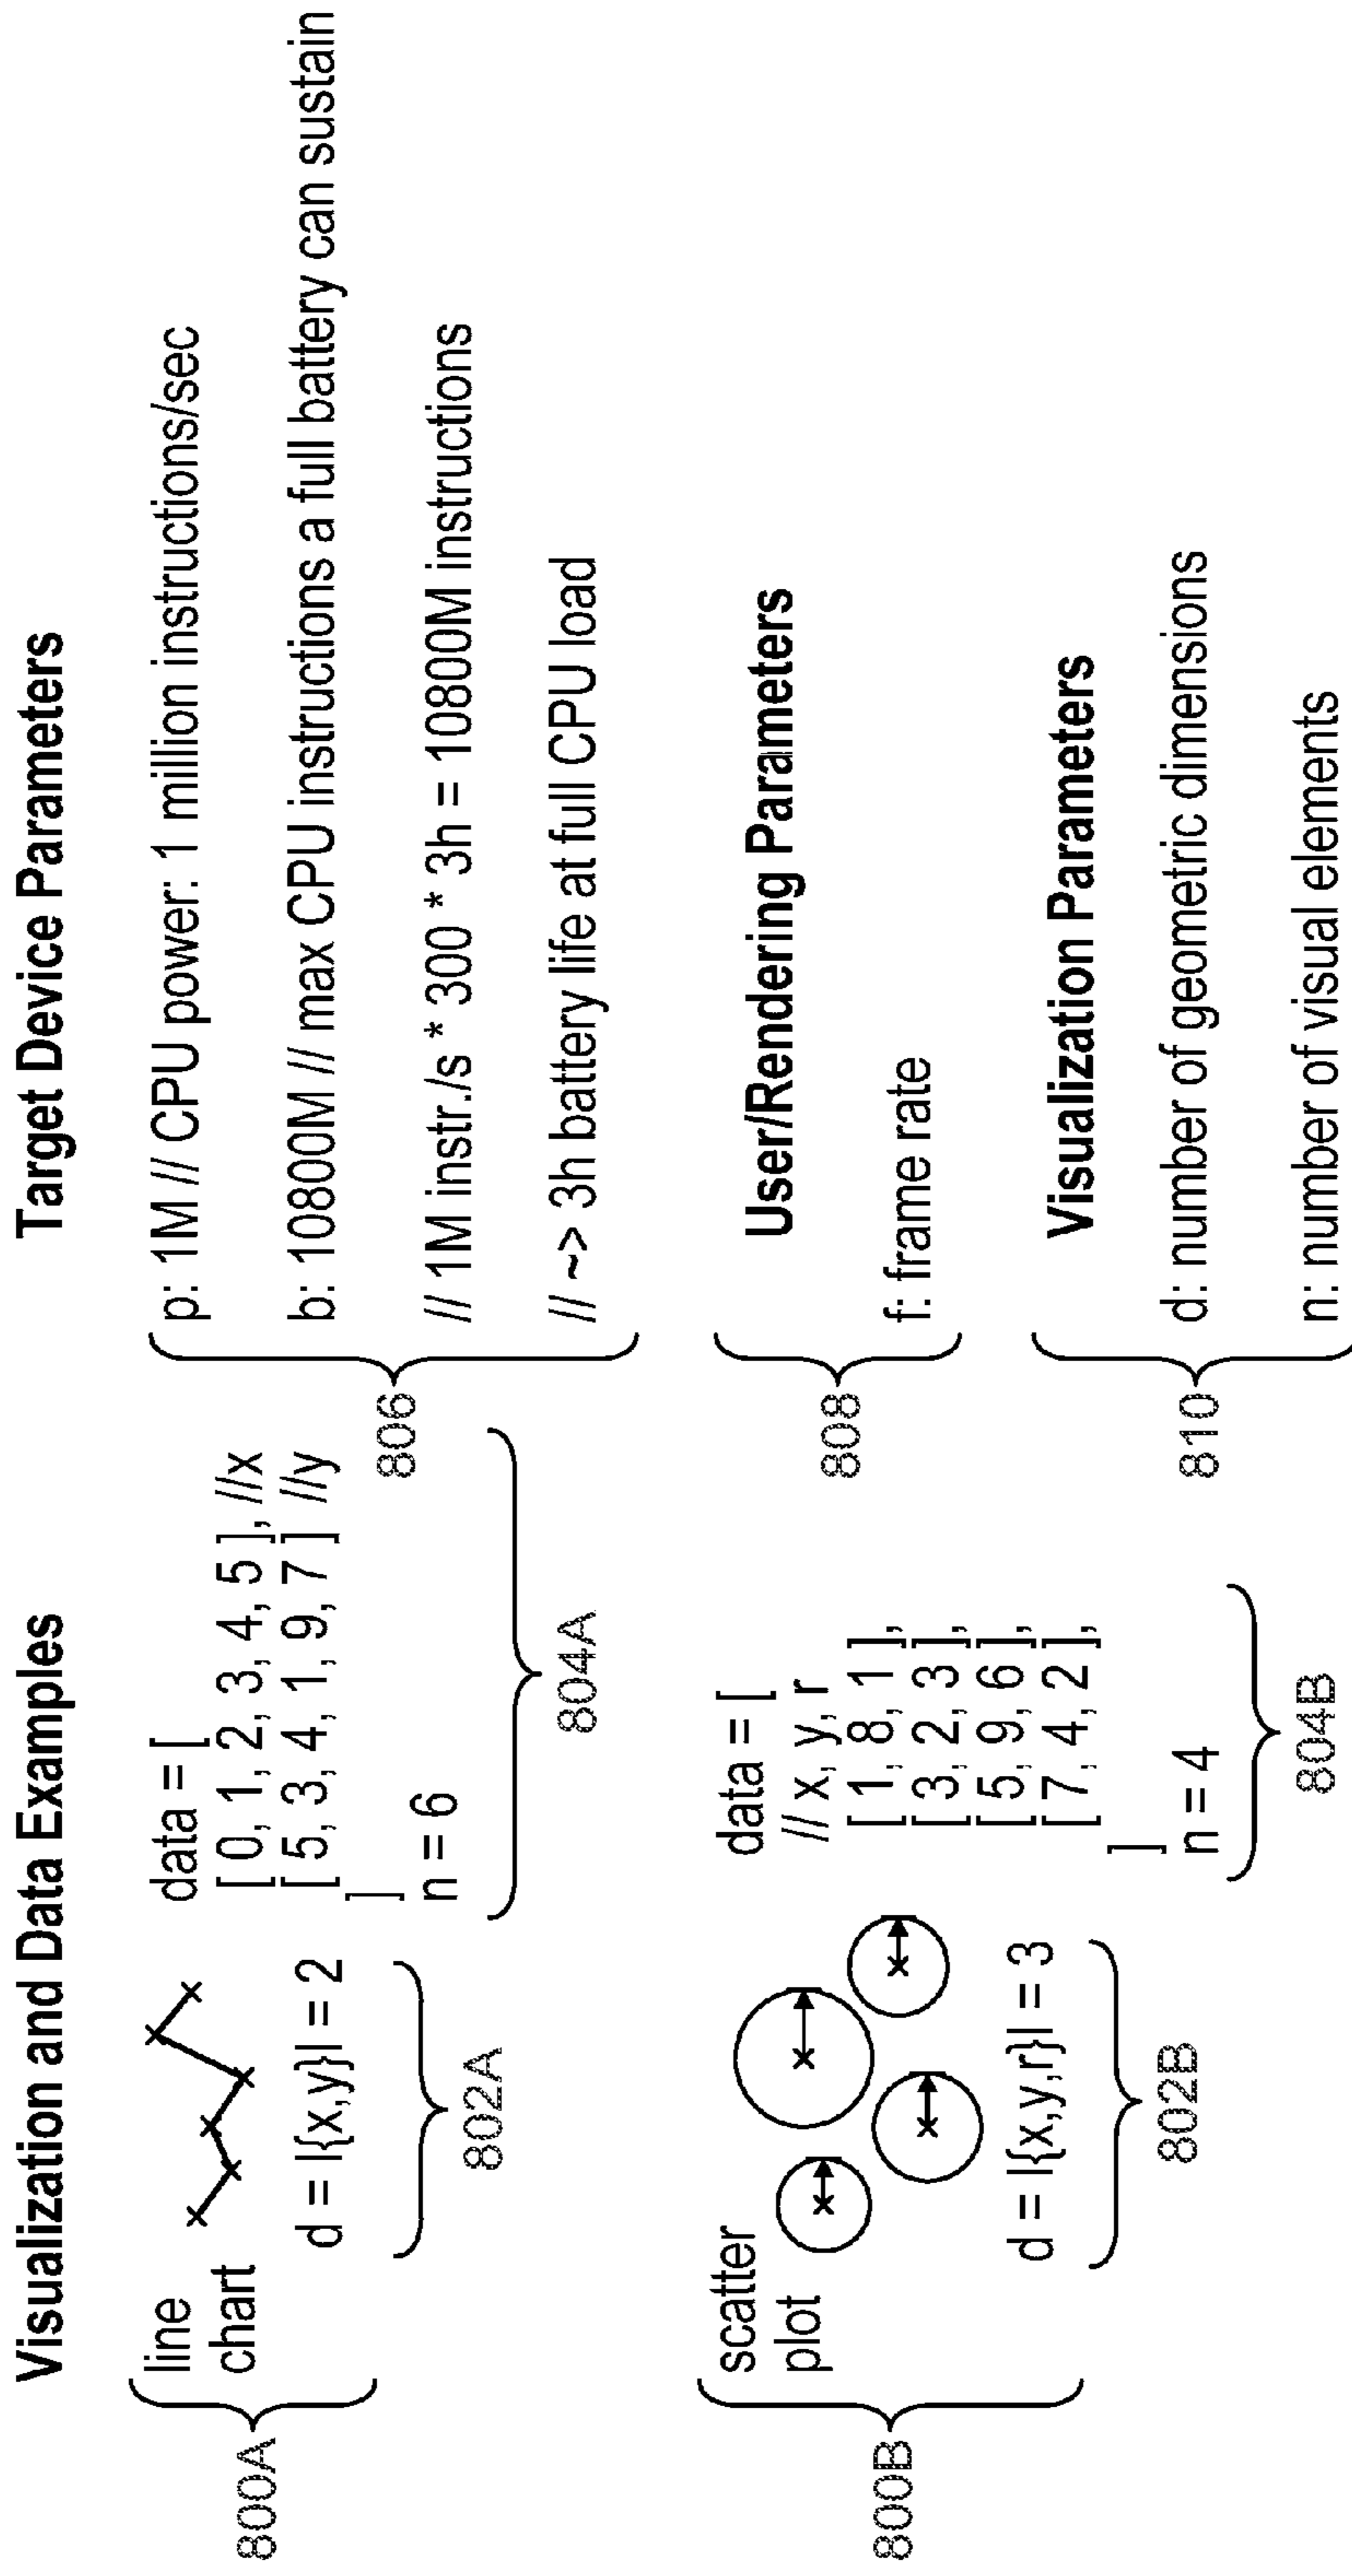 Visualization and Data Examples
800A
line
chart
d = |{x,y}| = 2
802A
data = [
[ 0, 1, 2, 3, 4, 5 ], //x
[ 5, 3, 4, 1, 9, 7 ] //y
]
n = 6
804A
800B
scatter
plot
d = |{x,y,r}| = 3
802B
data = [
// x, y, r
[ 1, 8, 1 ],
[ 3, 2, 3 ],
[ 5, 9, 6 ],
[ 7, 4, 2 ],
]
n = 4
804B
Target Device Parameters
806
p: 1M // CPU power: 1 million instructions/sec
b: 10800M // max CPU instructions a full battery can sustain
// 1M instr./s * 300 * 3h = 10800M instructions
// ~> 3h battery life at full CPU load
User/Rendering Parameters
808
f: frame rate
Visualization Parameters
810
d: number of geometric dimensions
n: number of visual elements